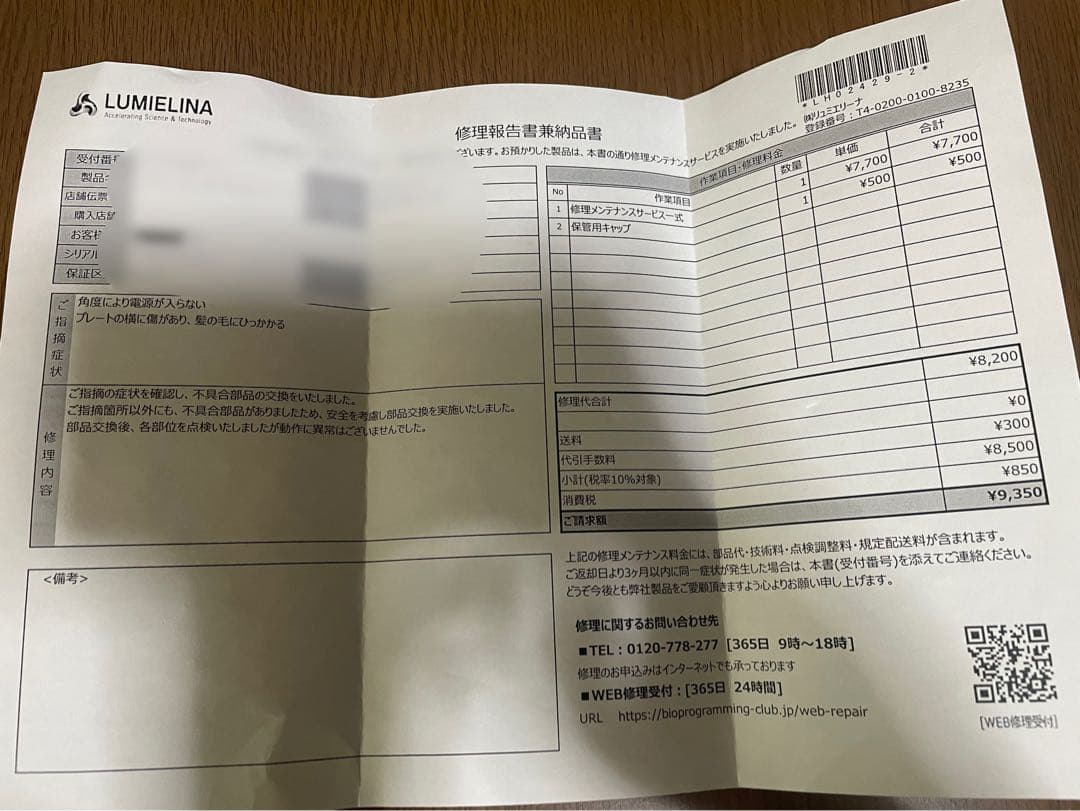 LUMIELINA
Accelerating Science & Technology
修理報告書兼納品書
*LH02429-2*
㈱リュミエリーナ
登録番号：T4-0200-0100-8235
ざいます。お預かりした製品は、本書の通り修理メンテナンスサービスを実施いたしました。
受付番号
製品
店舗伝票
購入店舗
お客様
シリアル
保証区
ご指摘症状
角度により電源が入らない
プレートの横に傷があり、髪の毛にひっかかる
修理内容
ご指摘の症状を確認し、不具合部品の交換をいたしました。
ご指摘箇所以外にも、不具合部品がありましたため、安全を考慮し部品交換を実施いたしました。
部品交換後、各部位を点検いたしましたが動作に異常はございませんでした。
<備考>
作業項目・修理料金
No 作業項目 数量 単価 合計
1 修理メンテナンスサービス一式 1 ¥7,700 ¥7,700
2 保管用キャップ 1 ¥500 ¥500
修理代合計 ¥8,200
送料 ¥0
代引手数料 ¥300
小計(税率10%対象) ¥8,500
消費税 ¥850
ご請求額 ¥9,350
上記の修理メンテナンス料金には、部品代・技術料・点検調整料・規定配送料が含まれます。
ご返却日より3ヶ月以内に同一症状が発生した場合は、本書(受付番号)を添えてご連絡ください。
どうぞ今後とも弊社製品をご愛顧頂きますよう心よりお願い申し上げます。
修理に関するお問い合わせ先
■TEL：0120-778-277 [365日 9時～18時]
修理のお申込みはインターネットでも承っております
■WEB修理受付：[365日 24時間]
URL https://bioprogramming-club.jp/web-repair
[WEB修理受付]